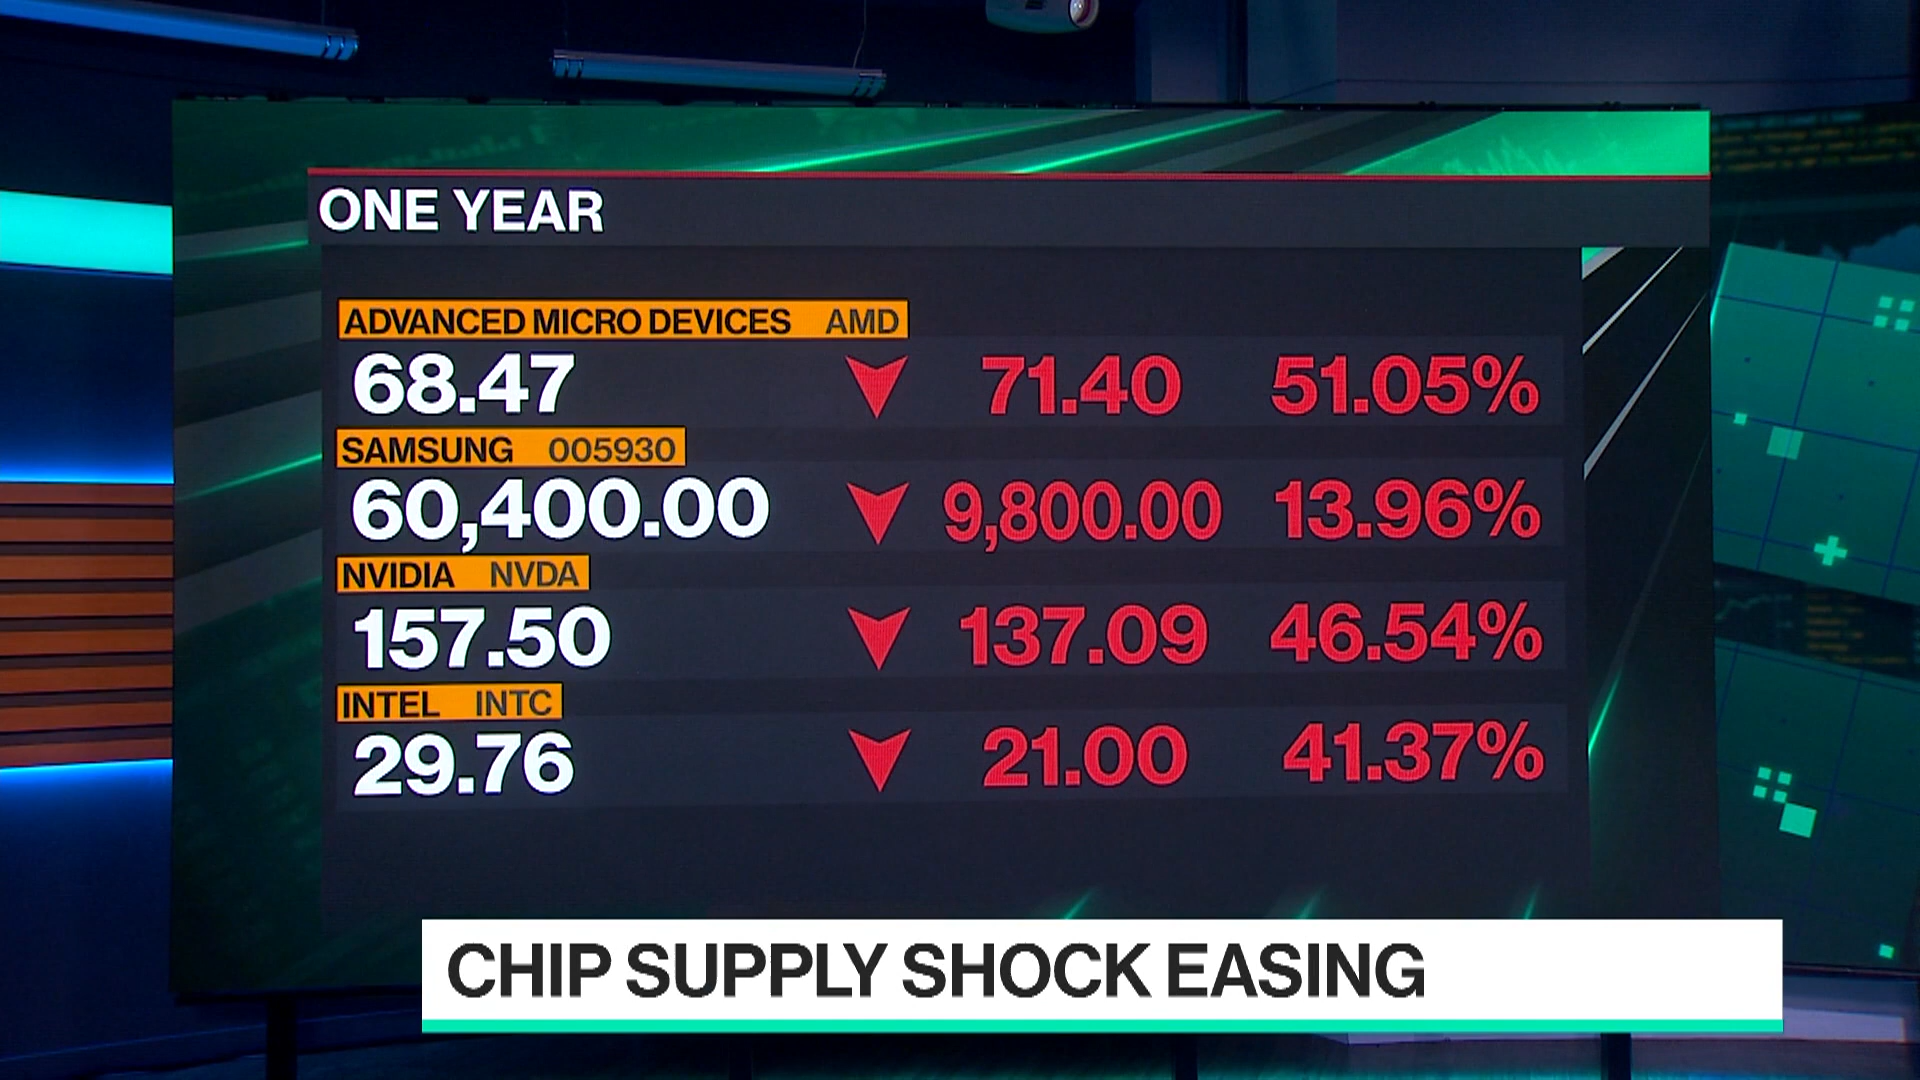 ONE YEAR
ADVANCED MICRO DEVICES AMD
68.47 71.40 51.05%
SAMSUNG 005930
60,400.00 9,800.00 13.96%
NVIDIA NVDA
157.50 137.09 46.54%
INTEL INTC
29.76 21.00 41.37%
CHIP SUPPLY SHOCK EASING